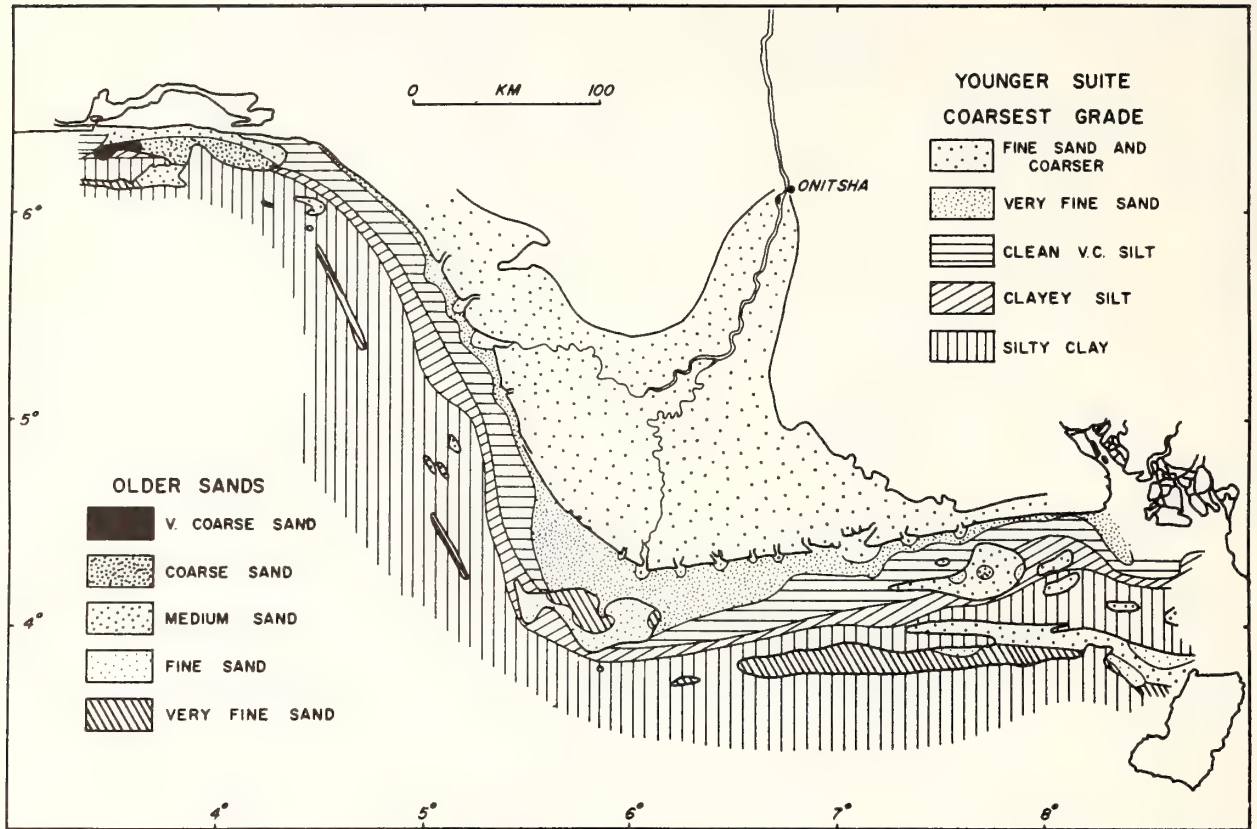 0 KM 100
YOUNGER SUITE
COARSEST GRADE
FINE SAND AND
COARSER
VERY FINE SAND
CLEAN V.C. SILT
CLAYEY SILT
SILTY CLAY
ONITSHA
6°
5°
4°
OLDER SANDS
V. COARSE SAND
COARSE SAND
MEDIUM SAND
FINE SAND
VERY FINE SAND
4° 5° 6° 7° 8°